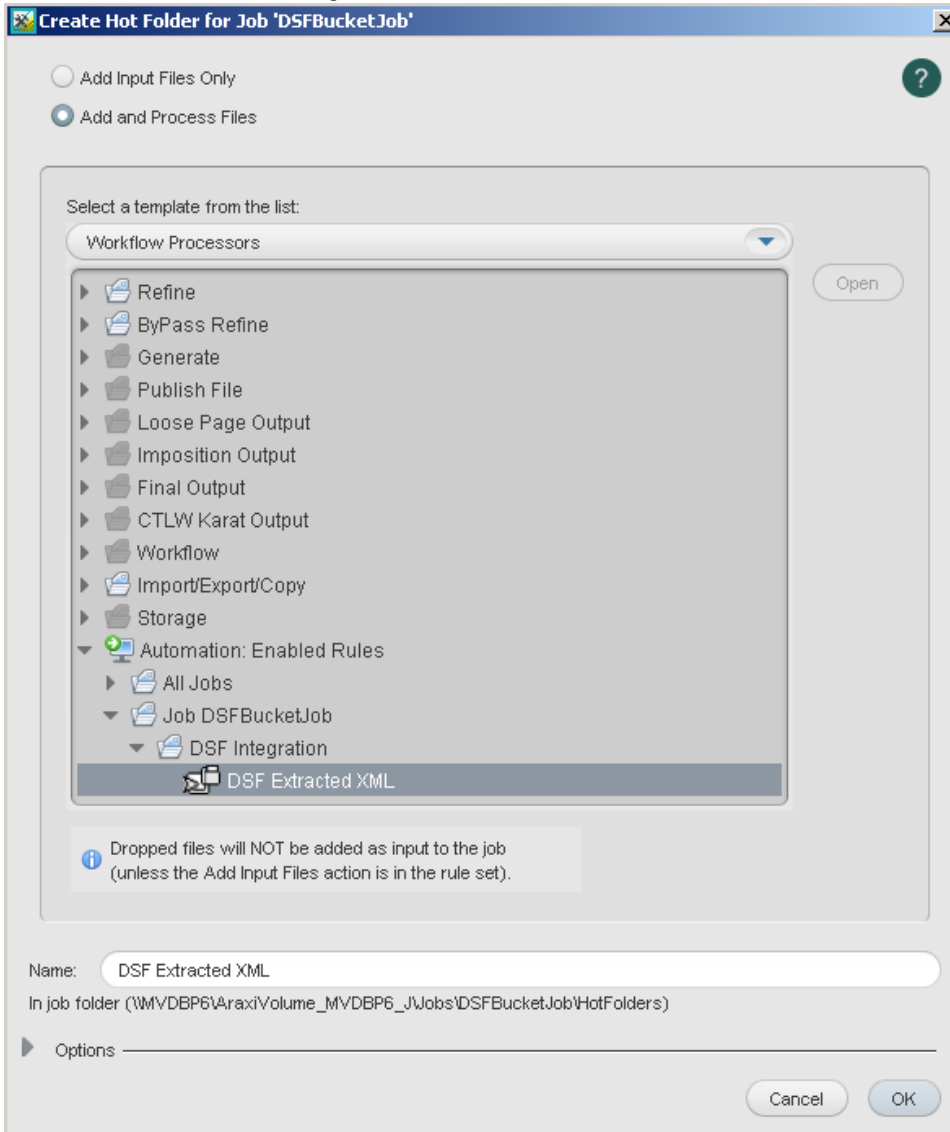 Create Hot Folder for Job 'DSFBucketJob'
Add Input Files Only
?
Add and Process Files
Select a template from the list:
Workflow Processors
Open
Refine
ByPass Refine
Generate
Publish File
Loose Page Output
Imposition Output
Final Output
CTLW Karat Output
Workflow
Import/Export/Copy
Storage
Automation: Enabled Rules
All Jobs
Job DSFBucketJob
DSF Integration
DSF Extracted XML
Dropped files will NOT be added as input to the job
(unless the Add Input Files action is in the rule set).
Name: DSF Extracted XML
In job folder (\\MVDBP6\AraxiVolume_MVDBP6_J\Jobs\DSFBucketJob\HotFolders)
Options
Cancel OK